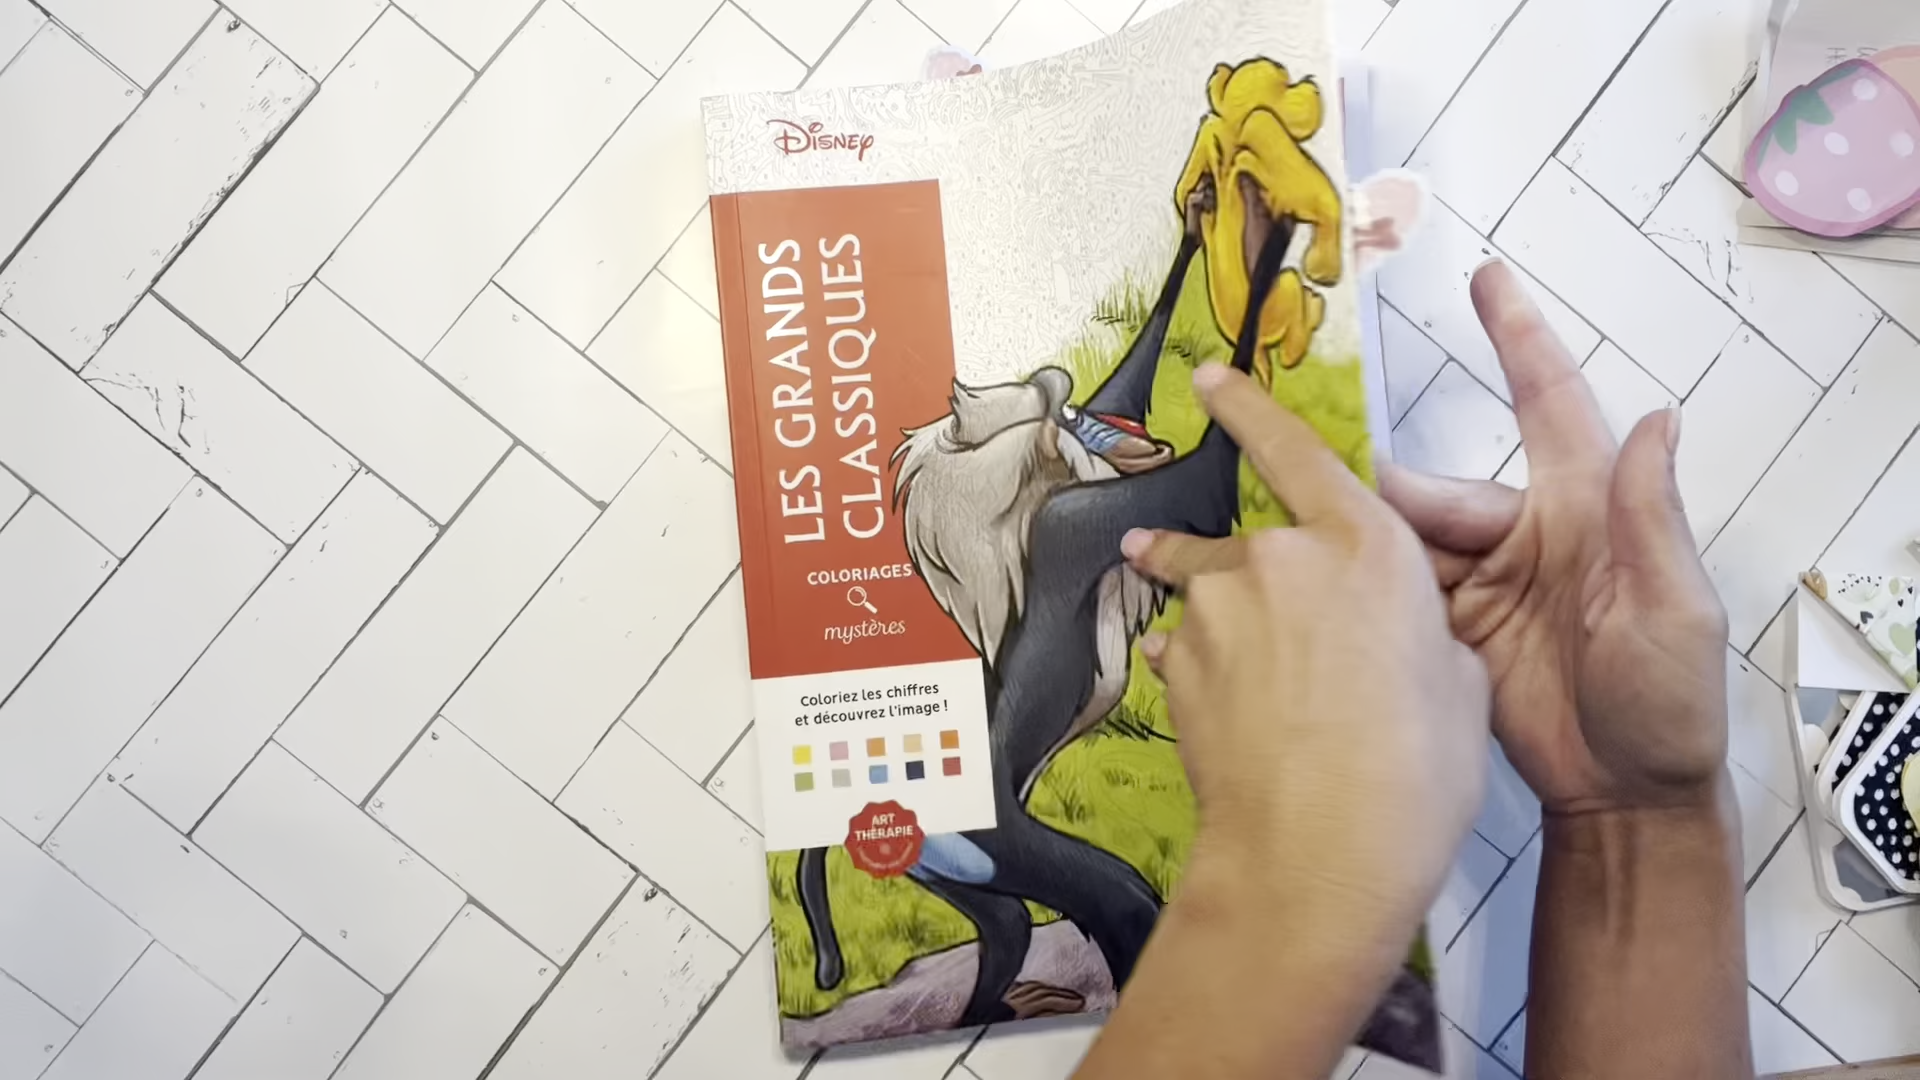 Disney
LES GRANDS
CLASSIQUES
COLORIAGES
mystères
Coloriez les chiffres
et découvrez l'image !
ART
THÉRAPIE